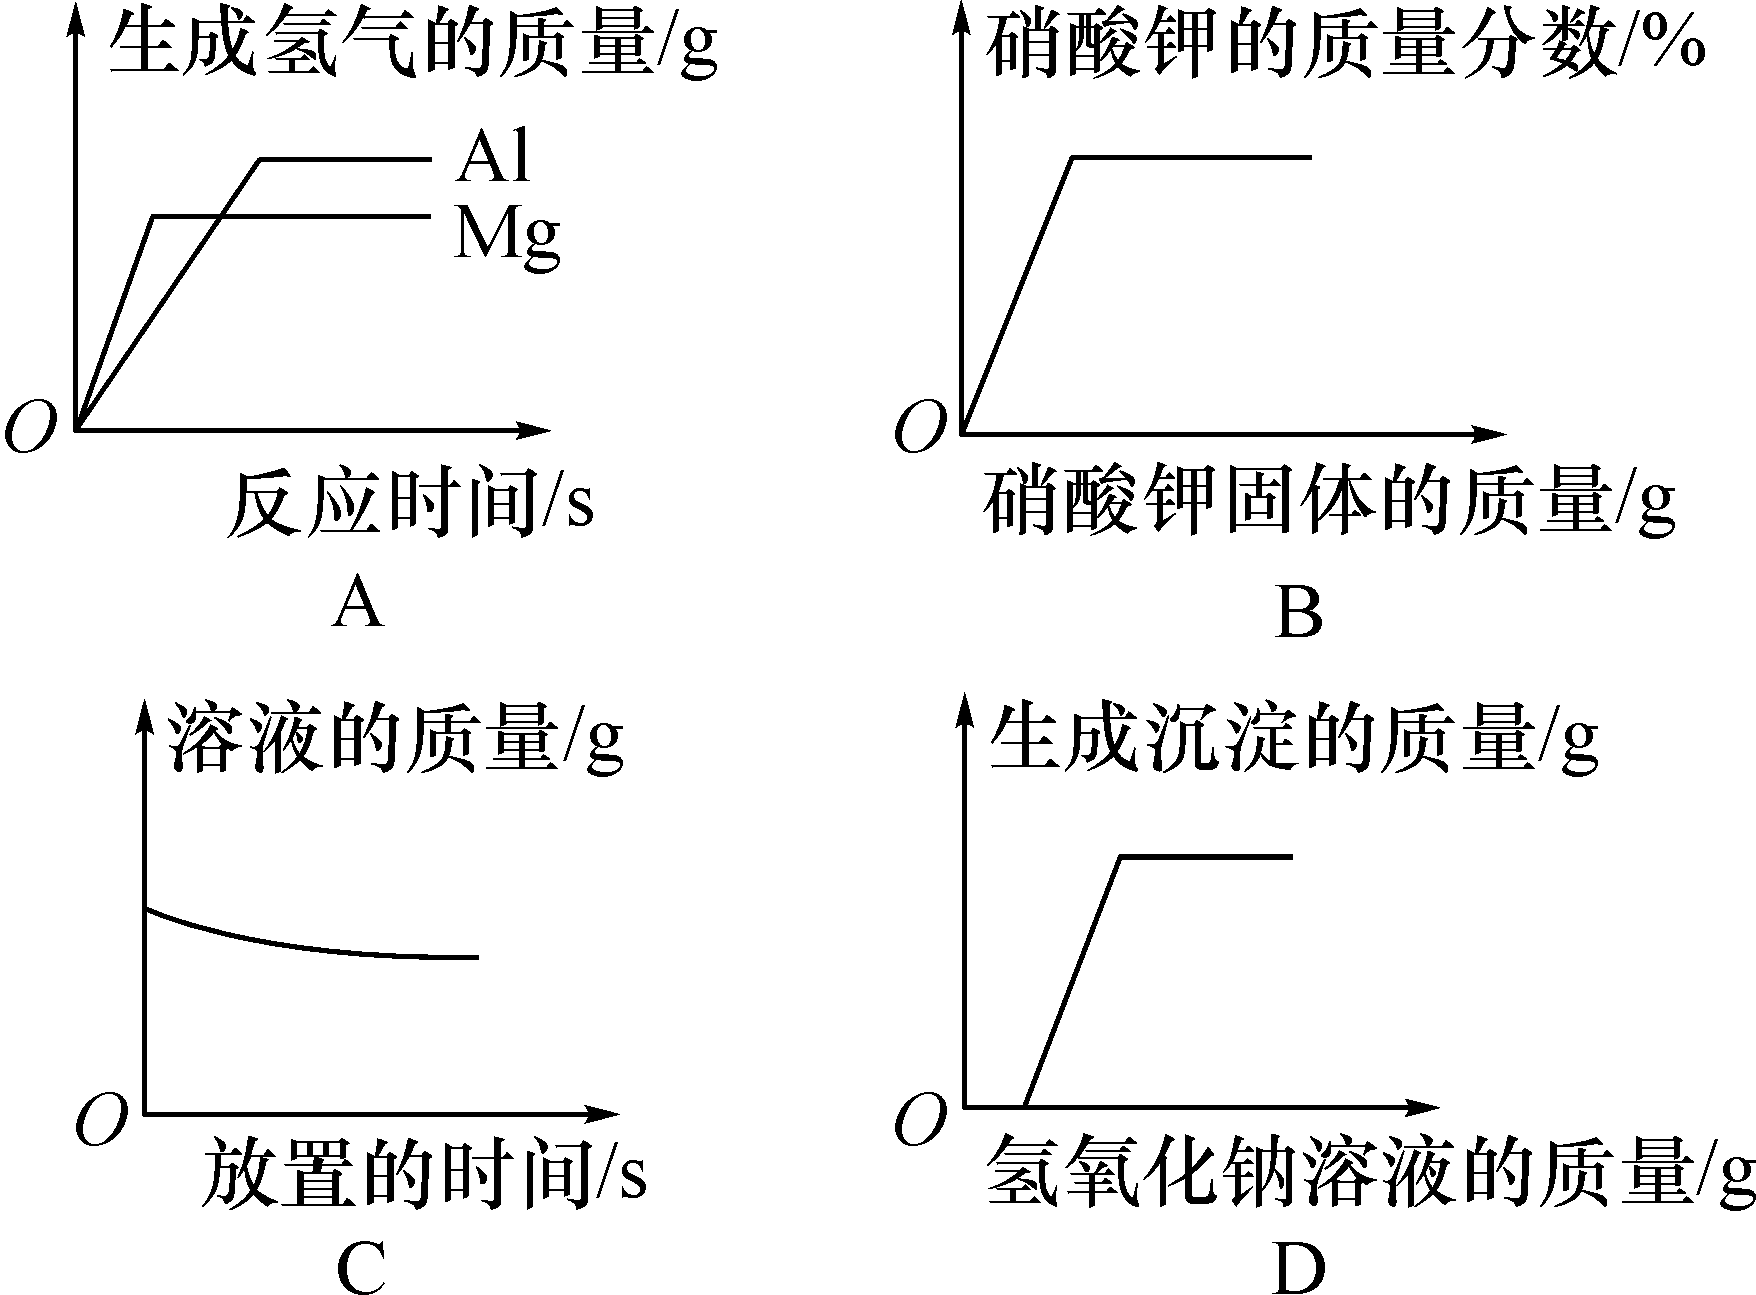 生成氢气的质量/g
Al
Mg
O
反应时间/s
A
硝酸钾的质量分数/%
O
硝酸钾固体的质量/g
B
溶液的质量/g
O
放置的时间/s
C
生成沉淀的质量/g
O
氢氧化钠溶液的质量/g
D